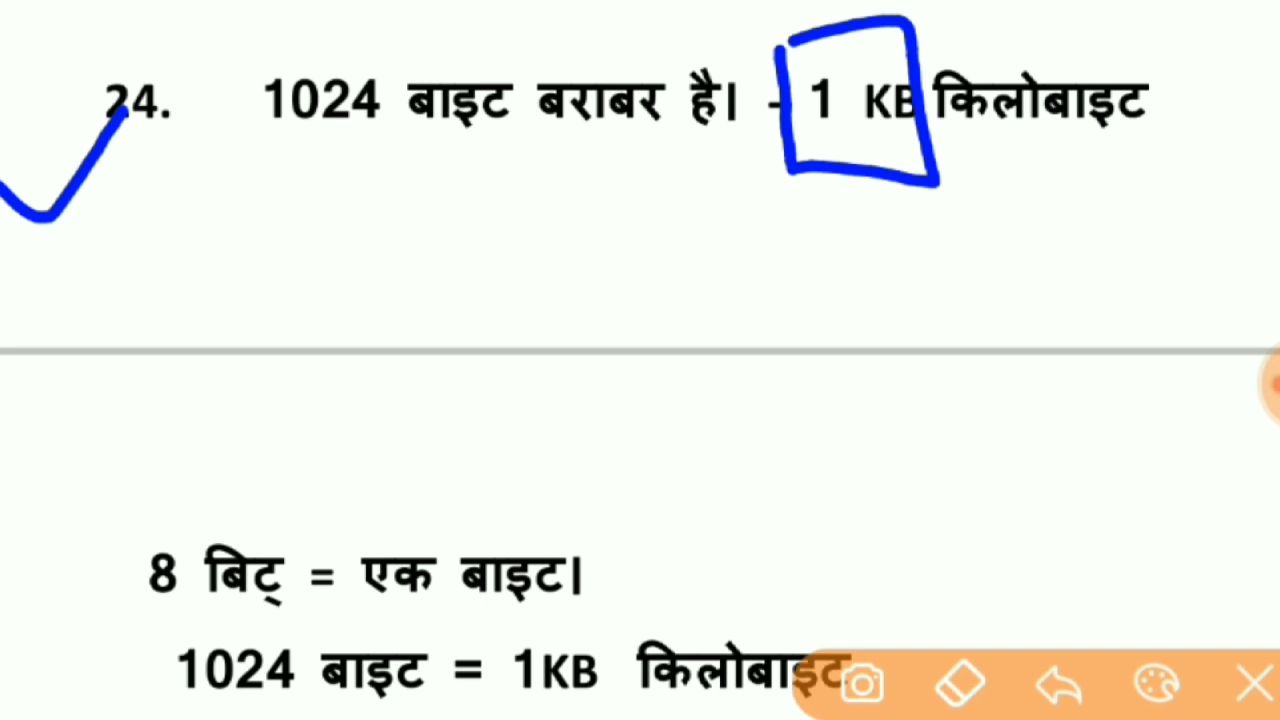 24. 1024 बाइट बराबर है। - 1 KB किलोबाइट
8 बिट् = एक बाइट।
1024 बाइट = 1KB किलोबाइट